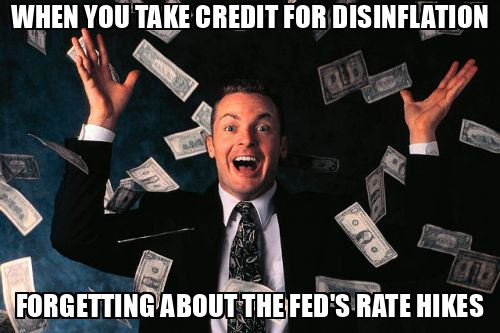 WHEN YOU TAKE CREDIT FOR DISINFLATION
FORGETTING ABOUT THE FED'S RATE HIKES